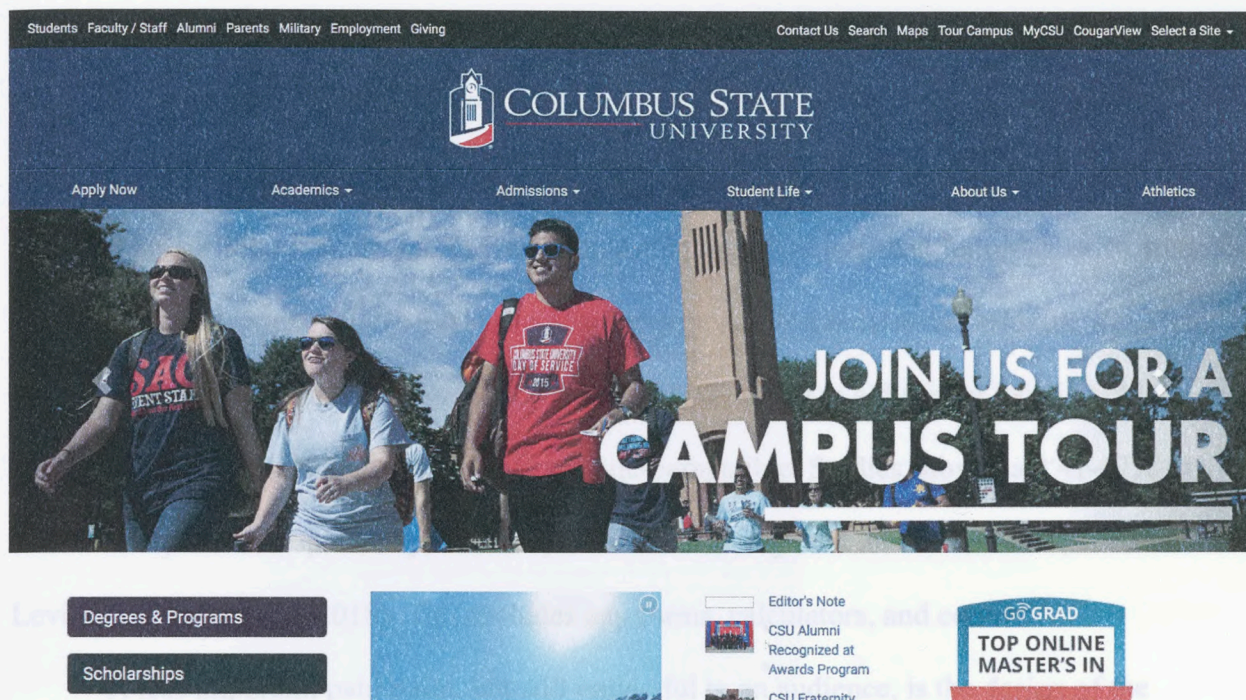 Students Faculty / Staff Alumni Parents Military Employment Giving
Contact Us Search Maps Tour Campus MyCSU CougarView Select a Site
COLUMBUS STATE
UNIVERSITY
Apply Now Academics Admissions Student Life About Us Athletics
SAC
COLUMBUS STATE UNIVERSITY
DAY OF SERVICE
2015
JOIN US FOR A
CAMPUS TOUR
Degrees & Programs
Scholarships
Editor's Note
CSU Alumni
Recognized at
Awards Program
CSU Fraternity
GO GRAD
TOP ONLINE
MASTER'S IN